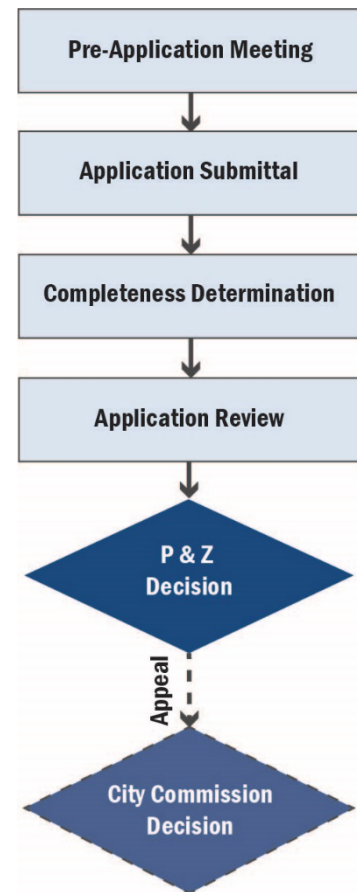 Pre-Application Meeting
Application Submittal
Completeness Determination
Application Review
P & Z
Decision
Appeal
City Commission
Decision